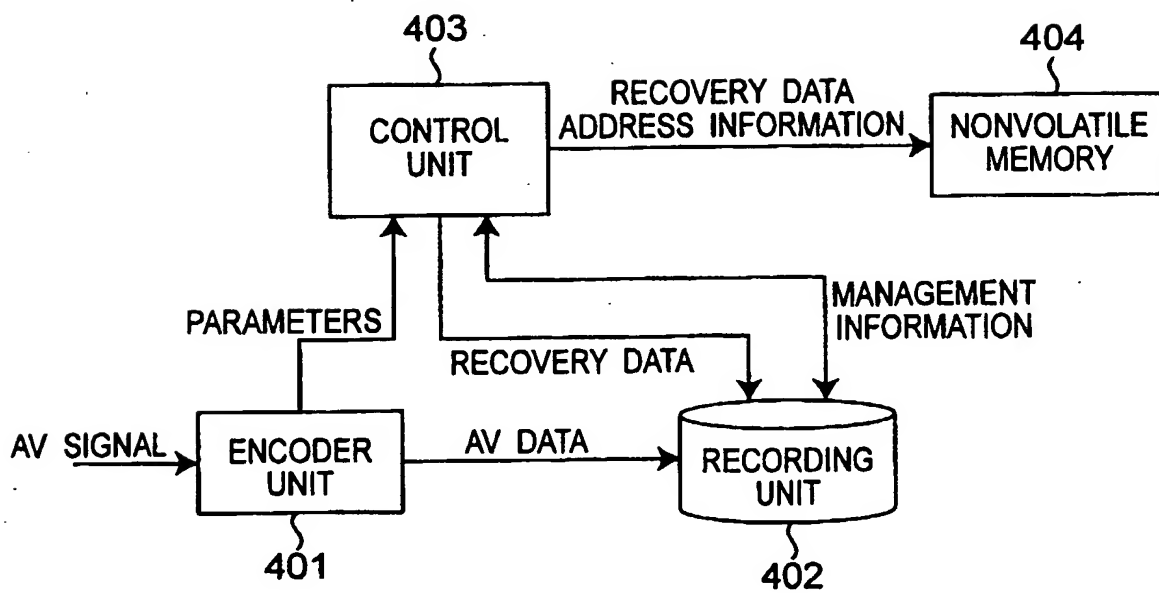 403
404
CONTROL
UNIT
RECOVERY DATA
ADDRESS INFORMATION
NONVOLATILE
MEMORY
PARAMETERS
RECOVERY DATA
MANAGEMENT
INFORMATION
AV SIGNAL
ENCODER
UNIT
AV DATA
RECORDING
UNIT
401
402